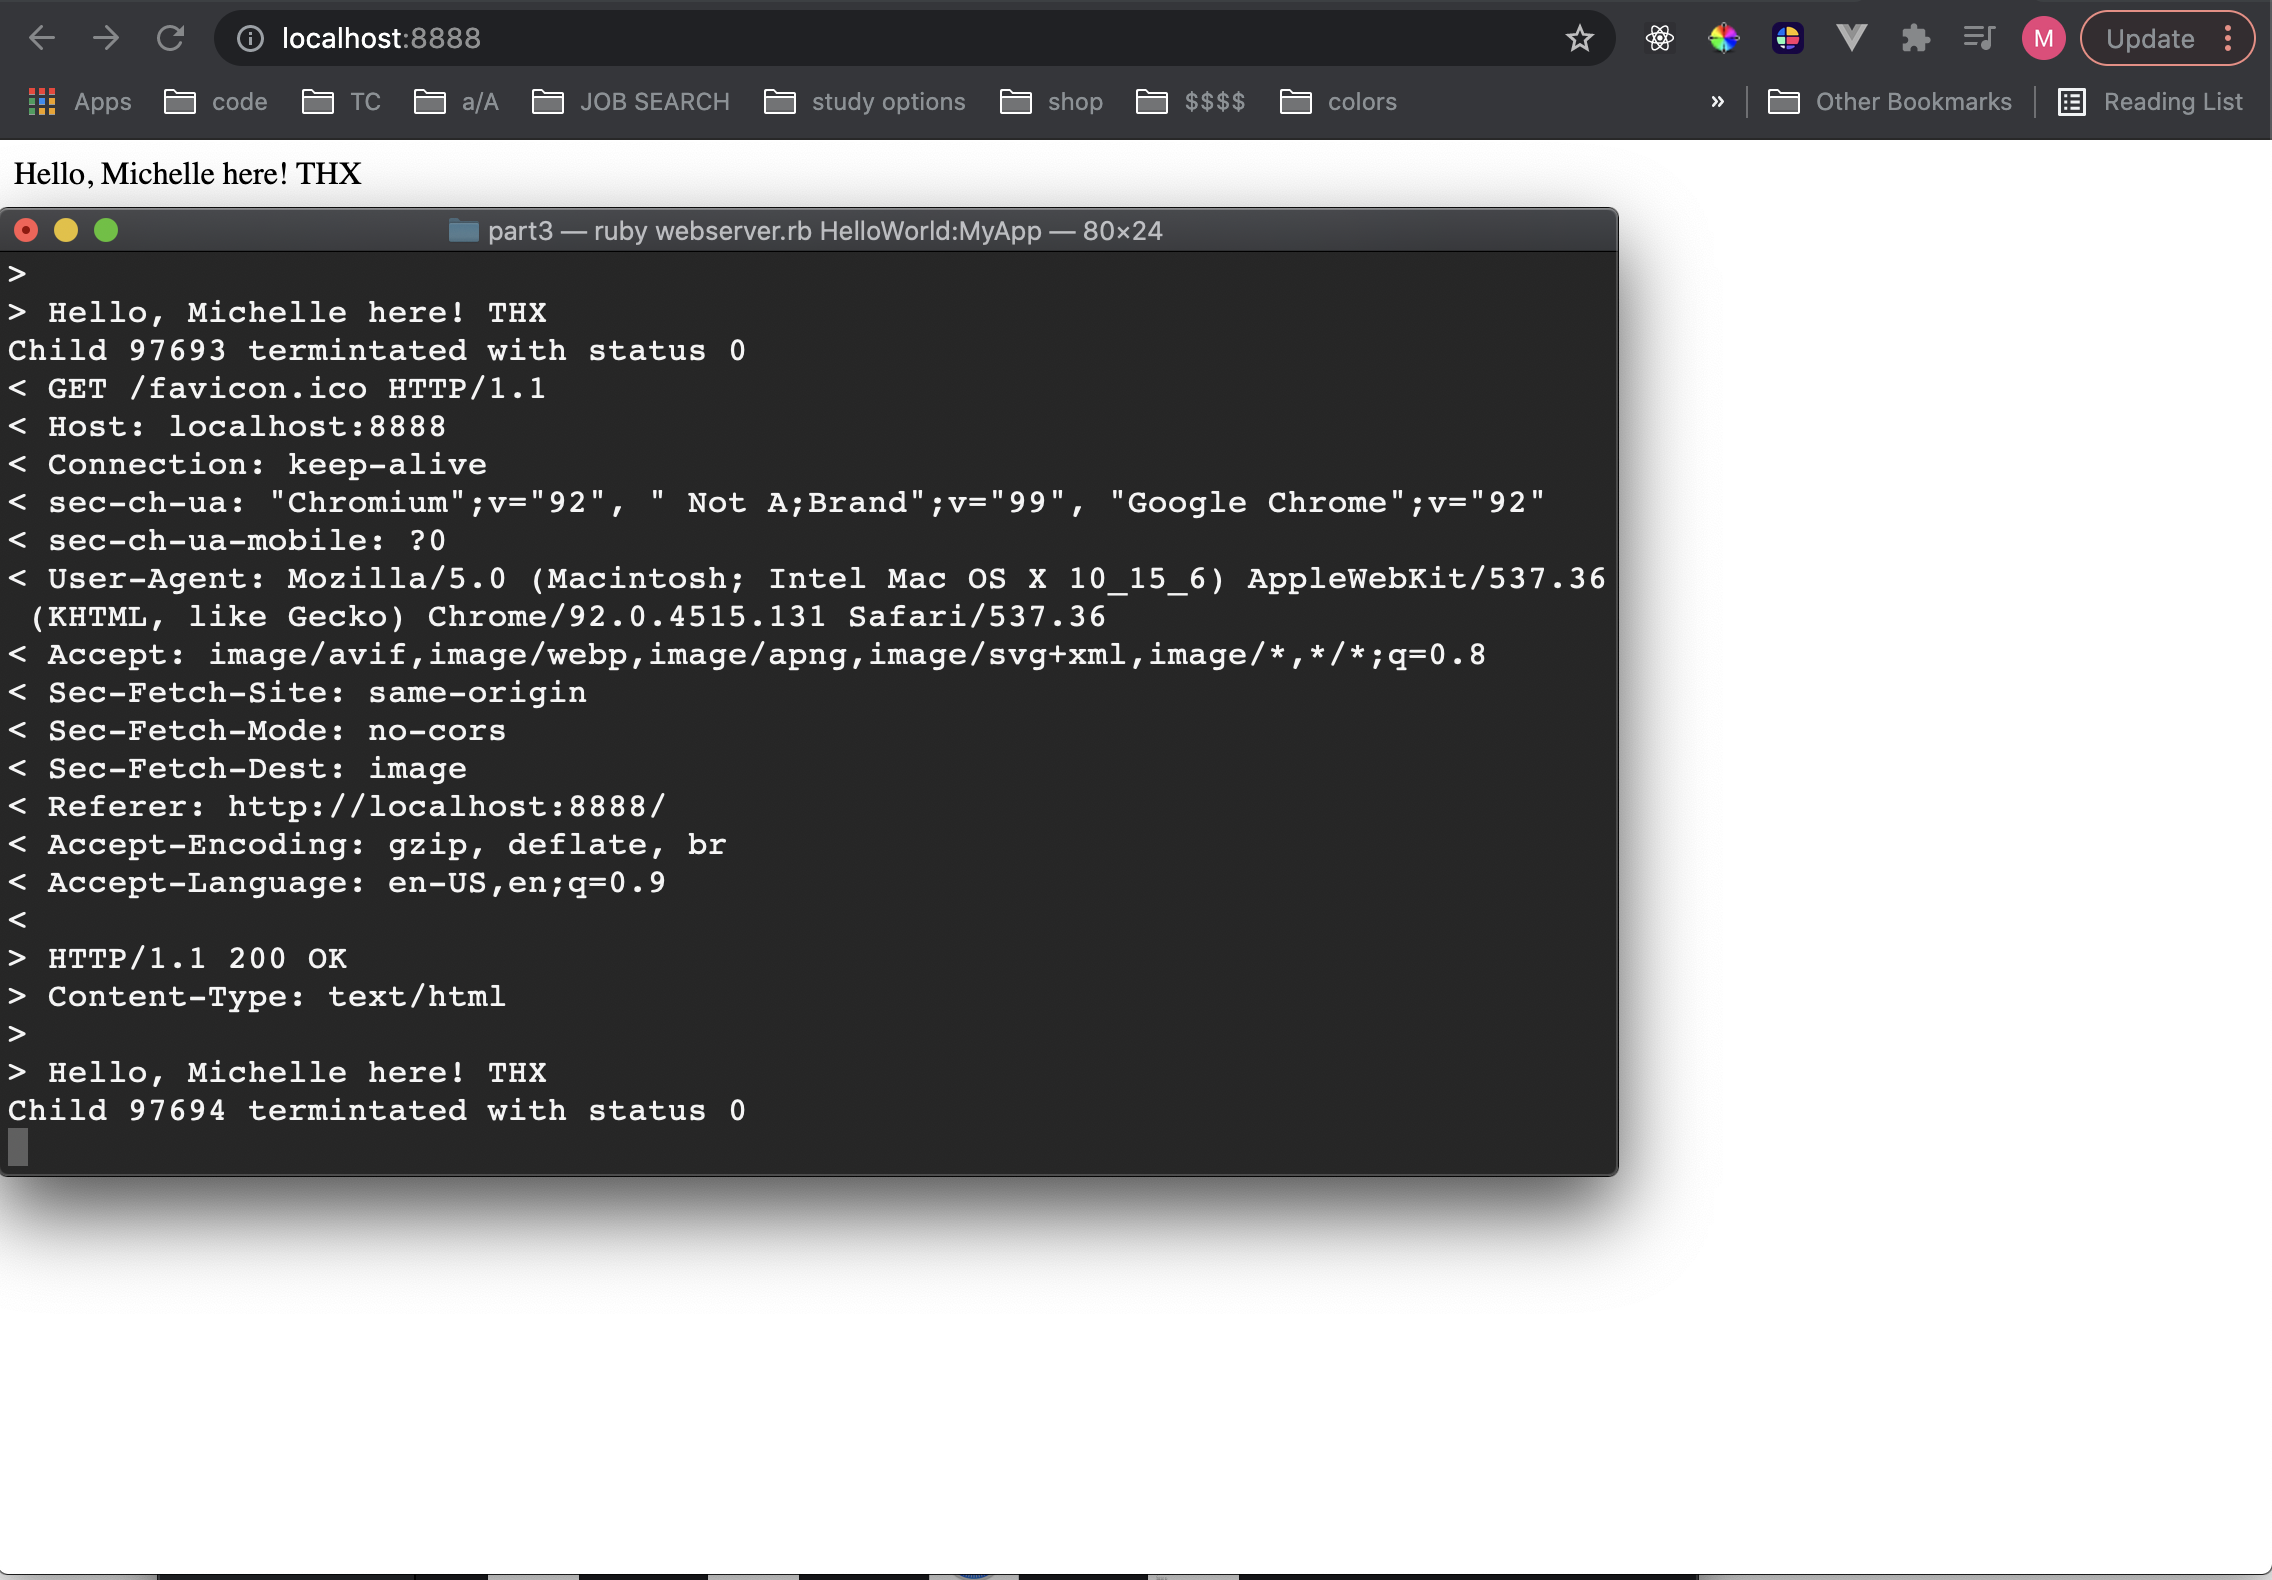 localhost:8888
M
Update
Apps code TC a/A JOB SEARCH study options shop $$$$ colors » Other Bookmarks Reading List
Hello, Michelle here! THX
part3 — ruby webserver.rb HelloWorld:MyApp — 80×24
>
> Hello, Michelle here! THX
Child 97693 termintated with status 0
< GET /favicon.ico HTTP/1.1
< Host: localhost:8888
< Connection: keep-alive
< sec-ch-ua: "Chromium";v="92", " Not A;Brand";v="99", "Google Chrome";v="92"
< sec-ch-ua-mobile: ?0
< User-Agent: Mozilla/5.0 (Macintosh; Intel Mac OS X 10_15_6) AppleWebKit/537.36
(KHTML, like Gecko) Chrome/92.0.4515.131 Safari/537.36
< Accept: image/avif,image/webp,image/apng,image/svg+xml,image/*,*/*;q=0.8
< Sec-Fetch-Site: same-origin
< Sec-Fetch-Mode: no-cors
< Sec-Fetch-Dest: image
< Referer: http://localhost:8888/
< Accept-Encoding: gzip, deflate, br
< Accept-Language: en-US,en;q=0.9
<
> HTTP/1.1 200 OK
> Content-Type: text/html
>
> Hello, Michelle here! THX
Child 97694 termintated with status 0